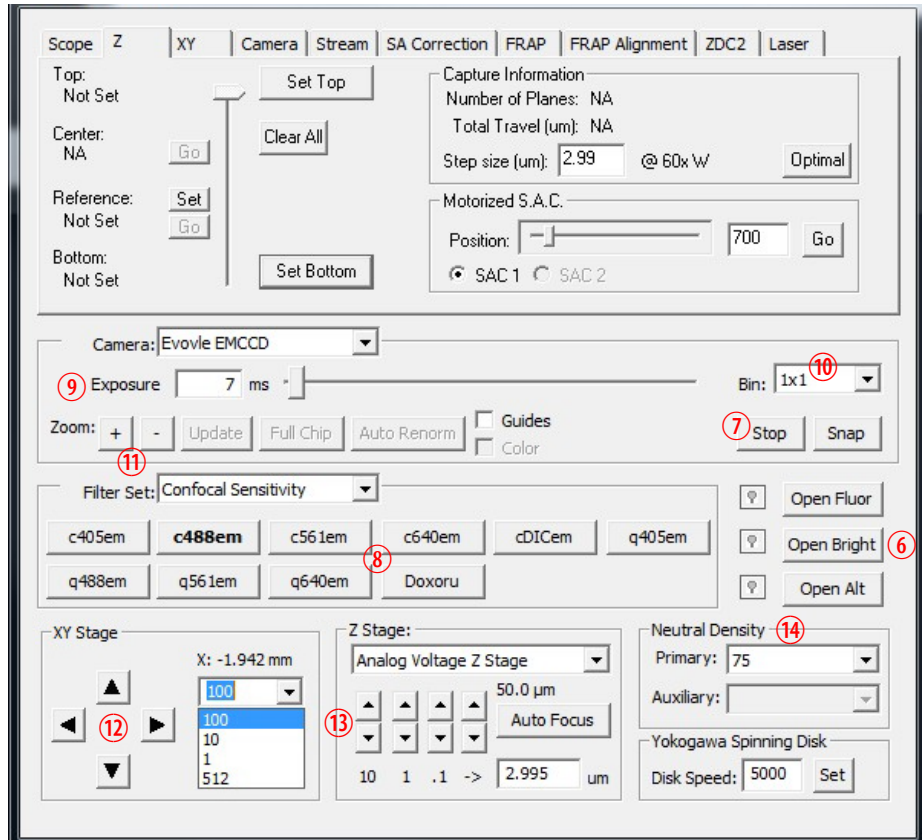 Scope Z XY Camera Stream SA Correction FRAP FRAP Alignment ZDC2 Laser
Top:
Not Set
Set Top
Center:
NA
Go
Clear All
Reference:
Not Set
Set
Go
Bottom:
Not Set
Set Bottom
Capture Information
Number of Planes: NA
Total Travel (um): NA
Step size (um): 2.99 @ 60x W Optimal
Motorized S.A.C.
Position: 700 Go
SAC 1 SAC 2
Camera: Evovle EMCCD
⑨ Exposure 7 ms
Bin: 1x1 ⑩
Zoom: + - Update Full Chip Auto Renorm
⑪
Guides
Color
⑦ Stop Snap
Filter Set: Confocal Sensitivity
c405em c488em c561em c640em cDICem q405em
q488em q561em q640em ⑧ Doxoru
Open Fluor
Open Bright ⑥
Open Alt
XY Stage
X: -1.942 mm
100
100
10
1
512
⑫
Z Stage:
Analog Voltage Z Stage
50.0 µm
⑬
Auto Focus
10 1 .1 -> 2.995 um
Neutral Density ⑭
Primary: 75
Auxiliary:
Yokogawa Spinning Disk
Disk Speed: 5000 Set